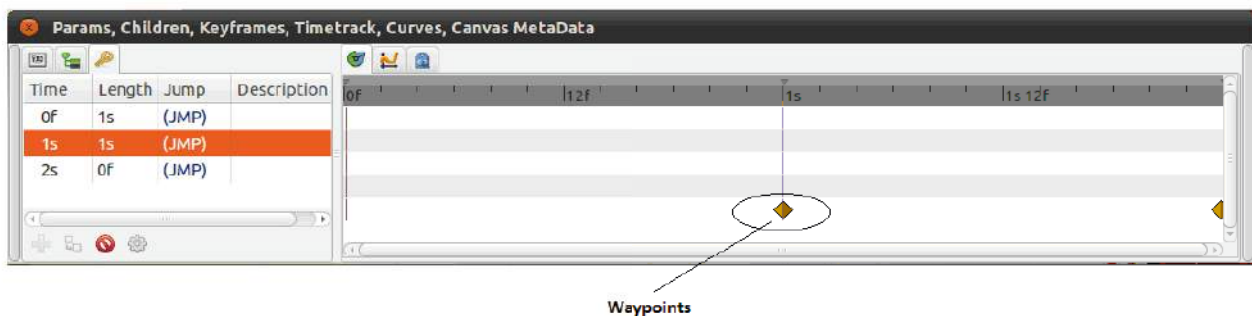 Params, Children, Keyframes, Timetrack, Curves, Canvas MetaData
Time Length Jump Description
0f 1s (JMP)
1s 1s (JMP)
2s 0f (JMP)
0f 12f 1s 1s 12f
Waypoints